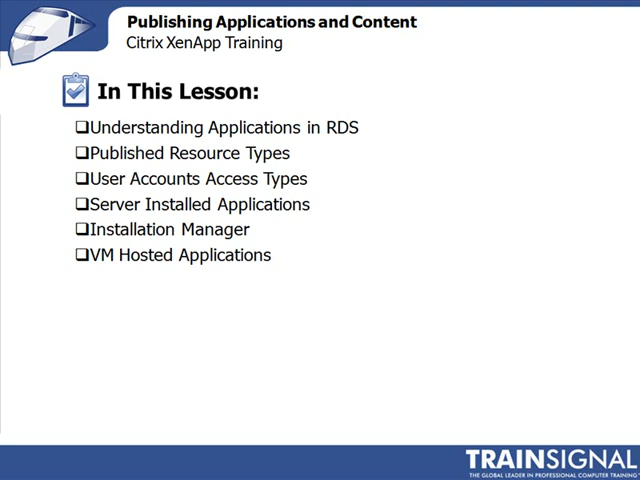 Publishing Applications and Content
Citrix XenApp Training
In This Lesson:
❑Understanding Applications in RDS
❑Published Resource Types
❑User Accounts Access Types
❑Server Installed Applications
❑Installation Manager
❑VM Hosted Applications
TRAINSIGNAL
THE GLOBAL LEADER IN PROFESSIONAL COMPUTER TRAINING